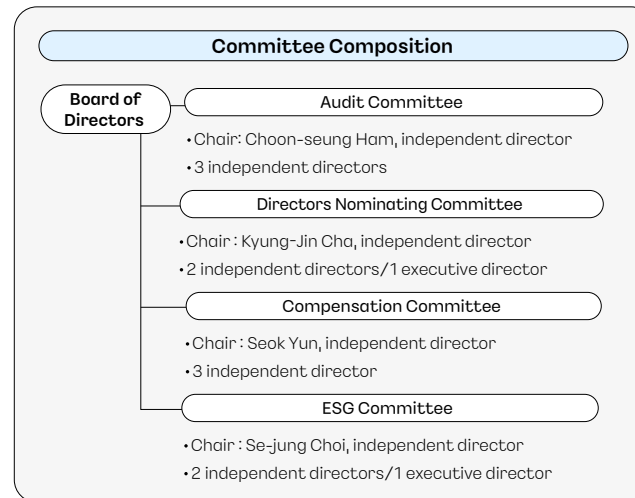 Committee Composition
Board of
Directors
Audit Committee
• Chair: Choon-seung Ham, independent director
• 3 independent directors
Directors Nominating Committee
• Chair : Kyung-Jin Cha, independent director
• 2 independent directors/1 executive director
Compensation Committee
• Chair : Seok Yun, independent director
• 3 independent director
ESG Committee
• Chair : Se-jung Choi, independent director
• 2 independent directors/1 executive director